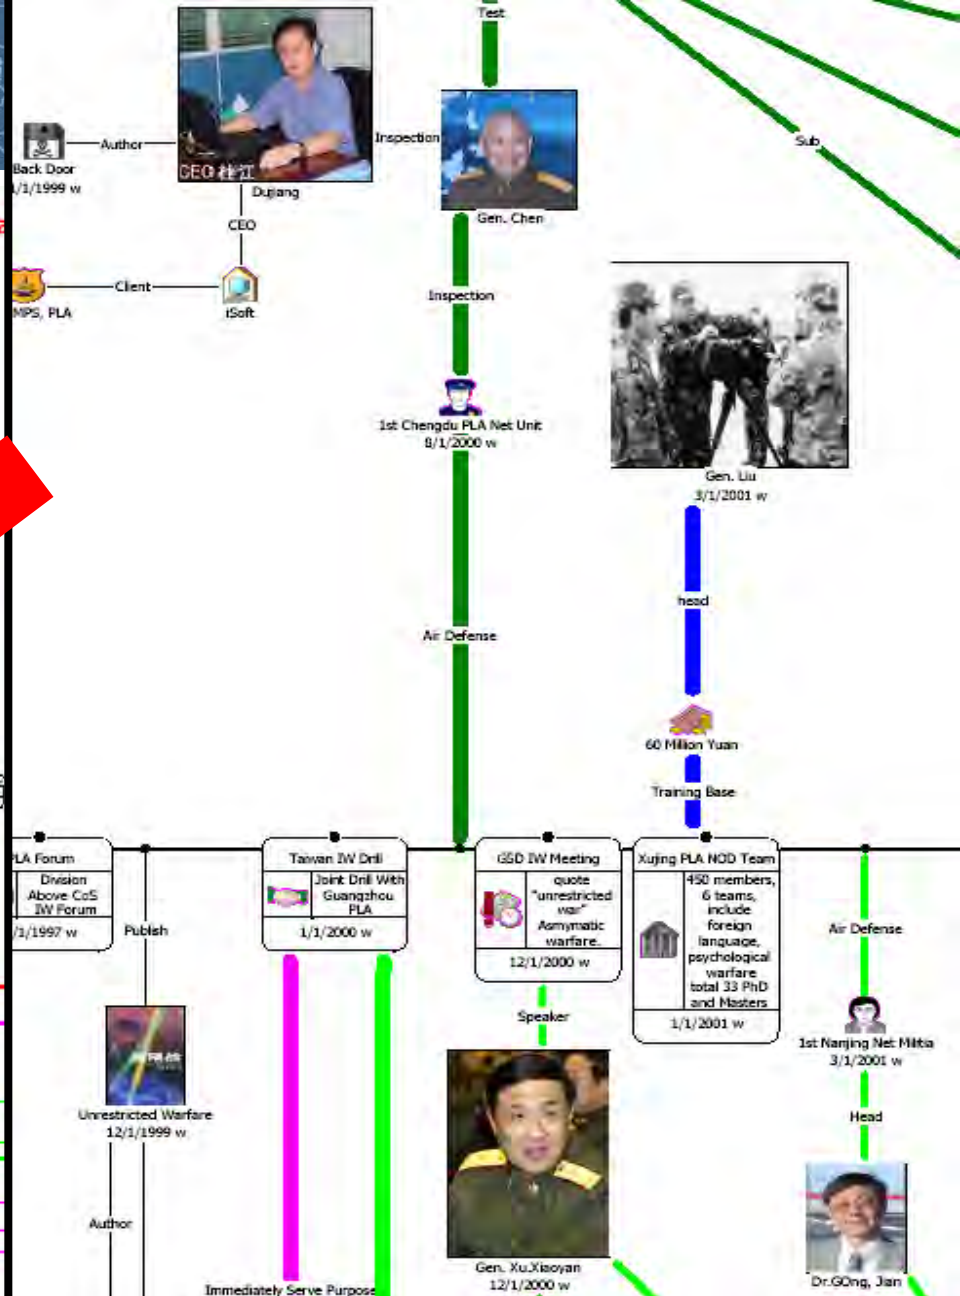 Test
Author
Back Door
1/1/1999 w
CEO 杜江
Dujiang
Inspection
Gen. Chen
CEO
Client
MPS, PLA
iSoft
Sub
Inspection
1st Chengdu PLA Net Unit
8/1/2000 w
Gen. Liu
3/1/2001 w
head
Air Defense
60 Million Yuan
Training Base
PLA Forum
Division
Above CoS
IW Forum
/1/1997 w
Publish
Taiwan IW Drill
Joint Drill With
Guangzhou
PLA
1/1/2000 w
GSD IW Meeting
quote
"unrestricted
war"
Asmymatic
warfare.
12/1/2000 w
Xujing PLA NOD Team
450 members,
6 teams,
include
foreign
language,
psychological
warfare
total 33 PhD
and Masters
1/1/2001 w
Air Defense
Speaker
1st Nanjing Net Militia
3/1/2001 w
Unrestricted Warfare
12/1/1999 w
Head
Author
Gen. Xu.Xiaoyan
12/1/2000 w
Dr.GOng, Jian
Immediately Serve Purpose